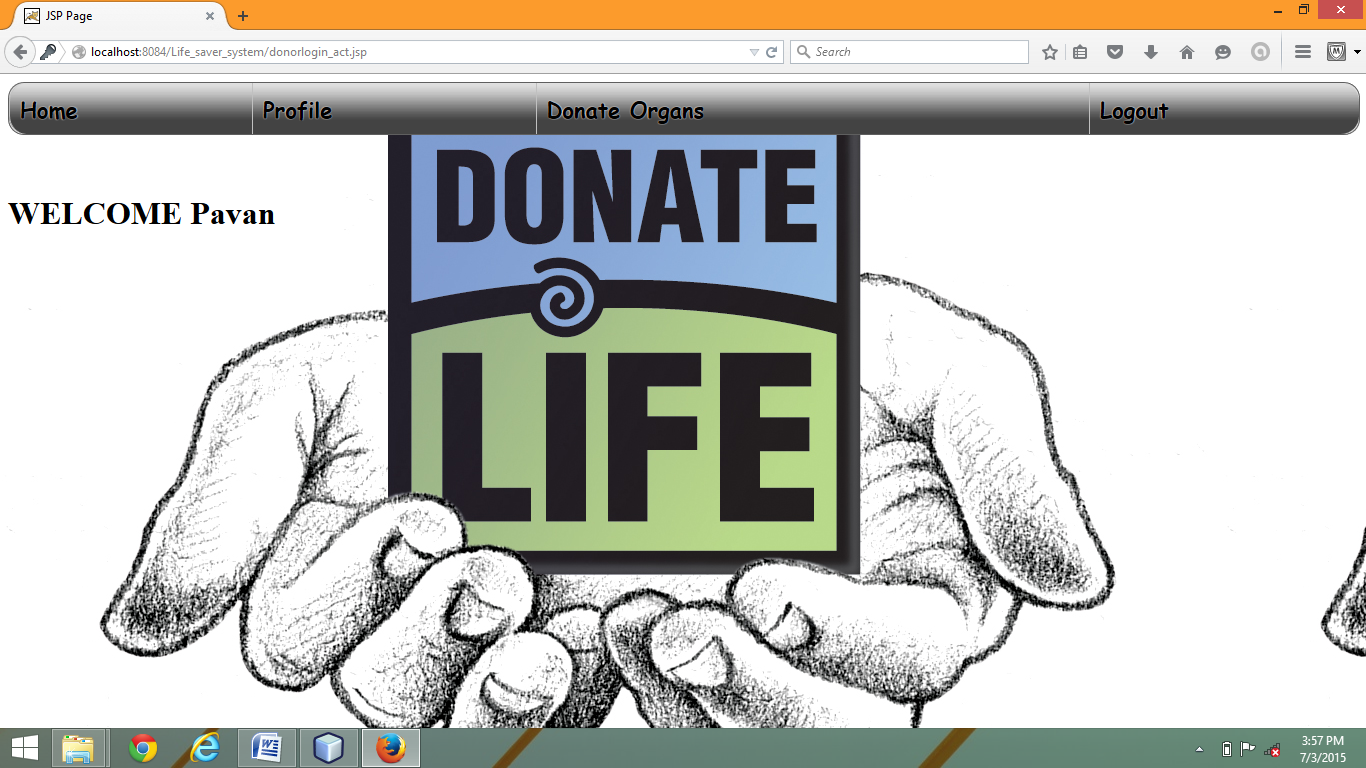 JSP Page
localhost:8084/Life_saver_system/donorlogin_act.jsp
Search
Home Profile Donate Organs Logout
DONATE
WELCOME Pavan
LIFE
3:57 PM
7/3/2015